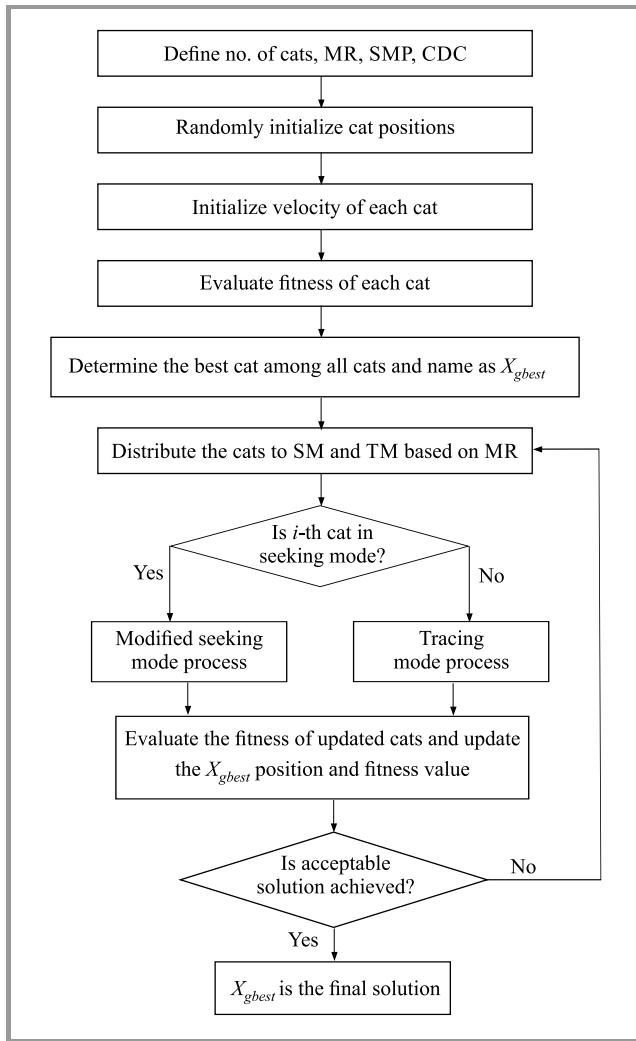 Define no. of cats, MR, SMP, CDC
Randomly initialize cat positions
Initialize velocity of each cat
Evaluate fitness of each cat
Determine the best cat among all cats and name as X_gbest
Distribute the cats to SM and TM based on MR
Is i-th cat in
seeking mode?
Yes
No
Modified seeking
mode process
Tracing
mode process
Evaluate the fitness of updated cats and update
the X_gbest position and fitness value
Is acceptable
solution achieved?
No
Yes
X_gbest is the final solution